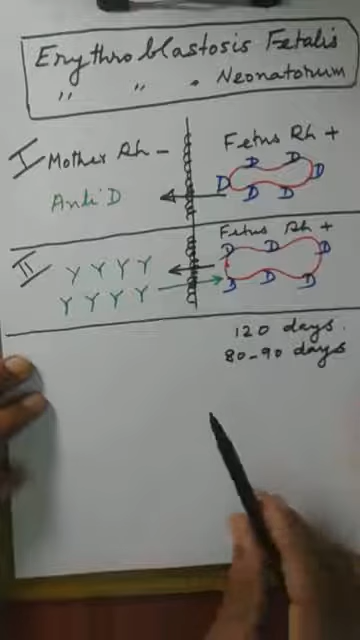 Erythroblastosis Fetalis
" " . Neonatorum
I Mother Rh - Fetus Rh +
D D D D D D
Anti D
II Fetus Rh +
D D D D D D
Y Y Y Y
Y Y Y Y
120 days.
80-90 days